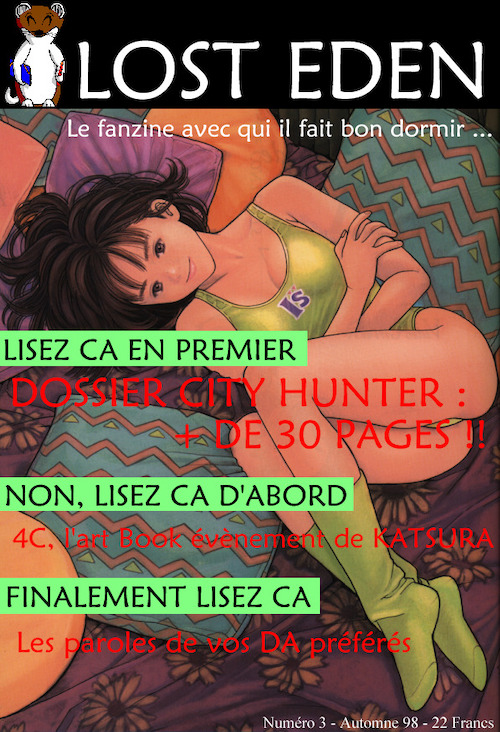 LOST EDEN
Le fanzine avec qui il fait bon dormir ...
I"s
LISEZ CA EN PREMIER
DOSSIER CITY HUNTER :
+ DE 30 PAGES !!
NON, LISEZ CA D'ABORD
4C, l'art Book évènement de KATSURA
FINALEMENT LISEZ CA
Les paroles de vos DA préférés
Numéro 3 - Automne 98 - 22 Francs